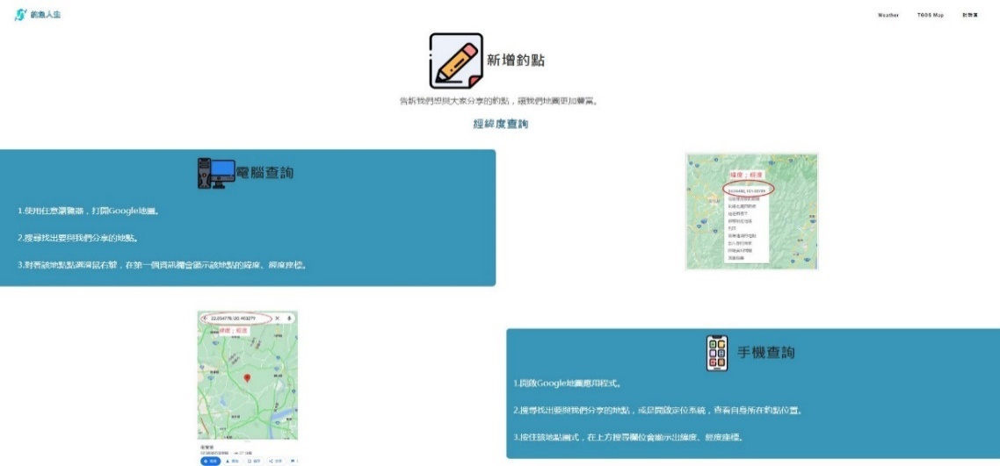 釣魚人生
Weather
TGOS Map
討論區
新增釣點
告訴我們想與大家分享的釣點，讓我們地圖更加豐富。
經緯度查詢
電腦查詢
1.使用任意瀏覽器，打開Google地圖。
2.搜尋找出要與我們分享的地點。
3.對著該地點點選滑鼠右鍵，在第一個資訊欄會顯示該地點的緯度、經度座標。
緯度；經度
緯度；經度
手機查詢
1.開啟Google地圖應用程式。
2.搜尋找出要與我們分享的地點，或是開啟定位系統，查看自身所在釣點位置。
3.按住該地點圖式，在上方搜尋欄位會顯示出緯度、經度座標。